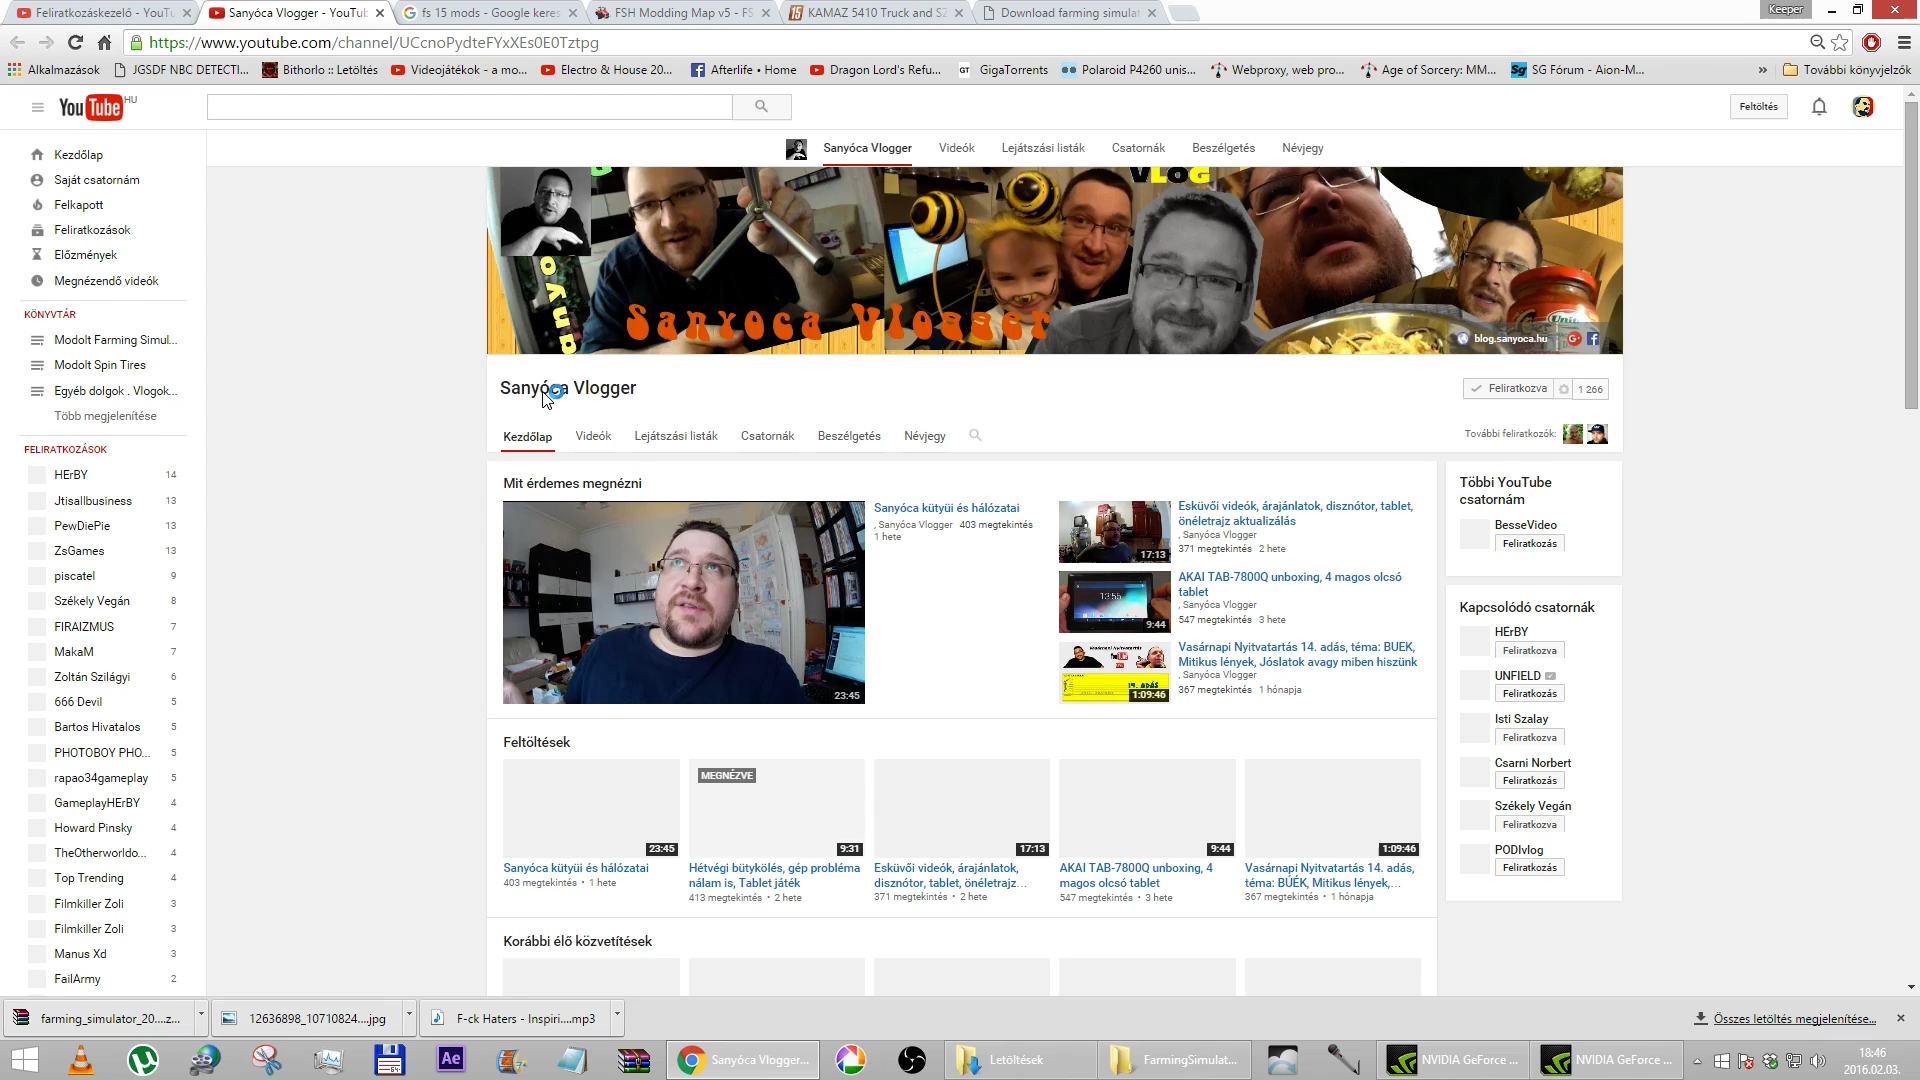 Feliratkozáskezelő - YouTu
Sanyóca Vlogger - YouTub
fs 15 mods - Google keres
FSH Modding Map v5 - FS
KAMAZ 5410 Truck and SZ
Download farming simulat
Keeper
https://www.youtube.com/channel/UCcnoPydteFYxXEs0E0Tztpg
Alkalmazások
JGSDF NBC DETECTI...
Bithorlo :: Letöltés
Videojátékok - a mo...
Electro & House 20...
Afterlife • Home
Dragon Lord's Refu...
GT GigaTorrents
Polaroid P4260 unis...
Webproxy, web pro...
Age of Sorcery: MM...
Sg SG Fórum - Aion-M...
»
További könyvjelzők
YouTube HU
Feltöltés
Sanyóca Vlogger
Videók
Lejátszási listák
Csatornák
Beszélgetés
Névjegy
Kezdőlap
Saját csatornám
Felkapott
Feliratkozások
Előzmények
Megnézendő videók
KÖNYVTÁR
Modolt Farming Simul...
Modolt Spin Tires
Egyéb dolgok . Vlogok...
Több megjelenítése
FELIRATKOZÁSOK
HErBY 14
Jtisallbusiness 13
PewDiePie 13
ZsGames 13
piscatel 9
Székely Vegán 8
FIRAIZMUS 7
MakaM 7
Zoltán Szilágyi 6
666 Devil 5
Bartos Hivatalos 5
PHOTOBOY PHO... 5
rapao34gameplay 5
GameplayHErBY 4
Howard Pinsky 4
TheOtherworldo... 4
Top Trending 4
Filmkiller Zoli 3
Filmkiller Zoli 3
Manus Xd 3
FailArmy 2
VLOG
Sanyoca Vlogger
blog.sanyoca.hu
Sanyóca Vlogger
Feliratkozva 1 266
Kezdőlap
Videók
Lejátszási listák
Csatornák
Beszélgetés
Névjegy
További feliratkozók:
Mit érdemes megnézni
23:45
Sanyóca kütyüi és hálózatai
, Sanyóca Vlogger 403 megtekintés
1 hete
17:13
Esküvői videók, árajánlatok, disznótor, tablet,
önéletrajz aktualizálás
, Sanyóca Vlogger
371 megtekintés 2 hete
13:55
9:44
AKAI TAB-7800Q unboxing, 4 magos olcsó
tablet
, Sanyóca Vlogger
547 megtekintés 3 hete
1:09:46
Vasárnapi Nyitvatartás 14. adás, téma: BUEK,
Mitikus lények, Jóslatok avagy miben hiszünk
, Sanyóca Vlogger
367 megtekintés 1 hónapja
Feltöltések
23:45
Sanyóca kütyüi és hálózatai
403 megtekintés • 1 hete
MEGNÉZVE
9:31
Hétvégi bütykölés, gép probléma
nálam is, Tablet játék
413 megtekintés • 2 hete
17:13
Esküvői videók, árajánlatok,
disznótor, tablet, önéletrajz...
371 megtekintés • 2 hete
9:44
AKAI TAB-7800Q unboxing, 4
magos olcsó tablet
547 megtekintés • 3 hete
1:09:46
Vasárnapi Nyitvatartás 14. adás,
téma: BÚÉK, Mitikus lények,...
367 megtekintés • 1 hónapja
Korábbi élő közvetítések
Többi YouTube
csatornám
BesseVideo
Feliratkozás
Kapcsolódó csatornák
HErBY
Feliratkozva
UNFIELD
Feliratkozás
Isti Szalay
Feliratkozva
Csarni Norbert
Feliratkozás
Székely Vegán
Feliratkozva
PODIvlog
Feliratkozás
farming_simulator_20....z...
12636898_10710824....jpg
F-ck Haters - Inspiri....mp3
Összes letöltés megjelenítése...
Ae
Sanyóca Vlogger...
Letöltések
FarmingSimulat...
NVIDIA GeForce ...
NVIDIA GeForce ...
18:46
2016.02.03.